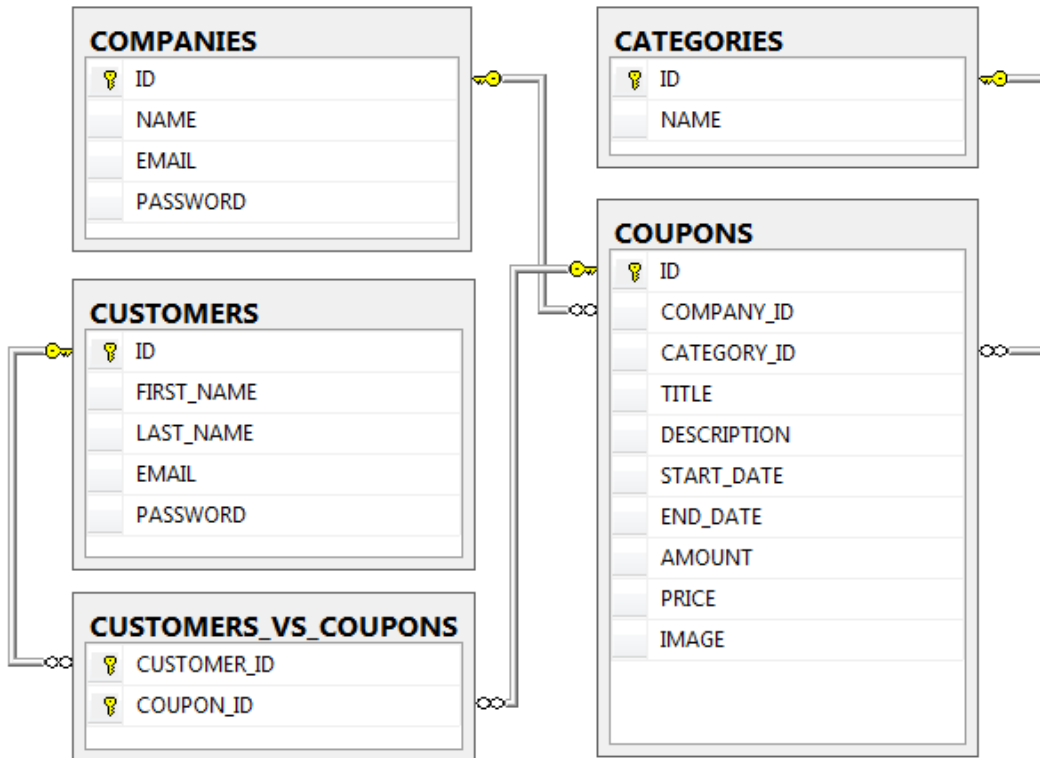 COMPANIES
ID
NAME
EMAIL
PASSWORD
CUSTOMERS
ID
FIRST_NAME
LAST_NAME
EMAIL
PASSWORD
CUSTOMERS_VS_COUPONS
CUSTOMER_ID
COUPON_ID
CATEGORIES
ID
NAME
COUPONS
ID
COMPANY_ID
CATEGORY_ID
TITLE
DESCRIPTION
START_DATE
END_DATE
AMOUNT
PRICE
IMAGE